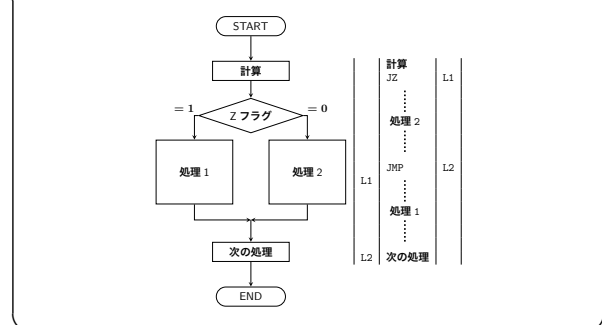 START
計算
Z フラグ
= 1
= 0
処理 1
処理 2
次の処理
END
計算
JZ L1
処理 2
JMP L2
L1
処理 1
L2 次の処理